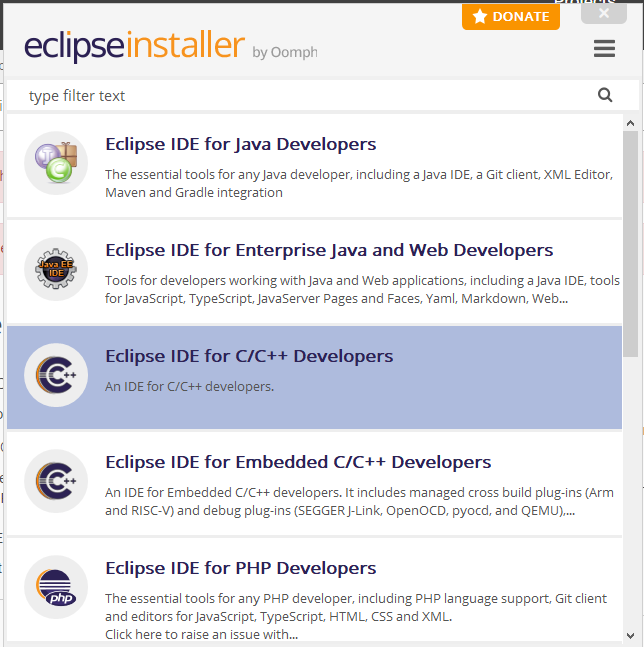 DONATE
eclipseinstaller by Oomph
type filter text
Eclipse IDE for Java Developers
The essential tools for any Java developer, including a Java IDE, a Git client, XML Editor,
Maven and Gradle integration
Java EE
IDE
Eclipse IDE for Enterprise Java and Web Developers
Tools for developers working with Java and Web applications, including a Java IDE, tools
for JavaScript, TypeScript, JavaServer Pages and Faces, Yaml, Markdown, Web...
C++
Eclipse IDE for C/C++ Developers
An IDE for C/C++ developers.
C++
Eclipse IDE for Embedded C/C++ Developers
An IDE for Embedded C/C++ developers. It includes managed cross build plug-ins (Arm
and RISC-V) and debug plug-ins (SEGGER J-Link, OpenOCD, pyocd, and QEMU),...
php
Eclipse IDE for PHP Developers
The essential tools for any PHP developer, including PHP language support, Git client
and editors for JavaScript, TypeScript, HTML, CSS and XML.
Click here to raise an issue with...